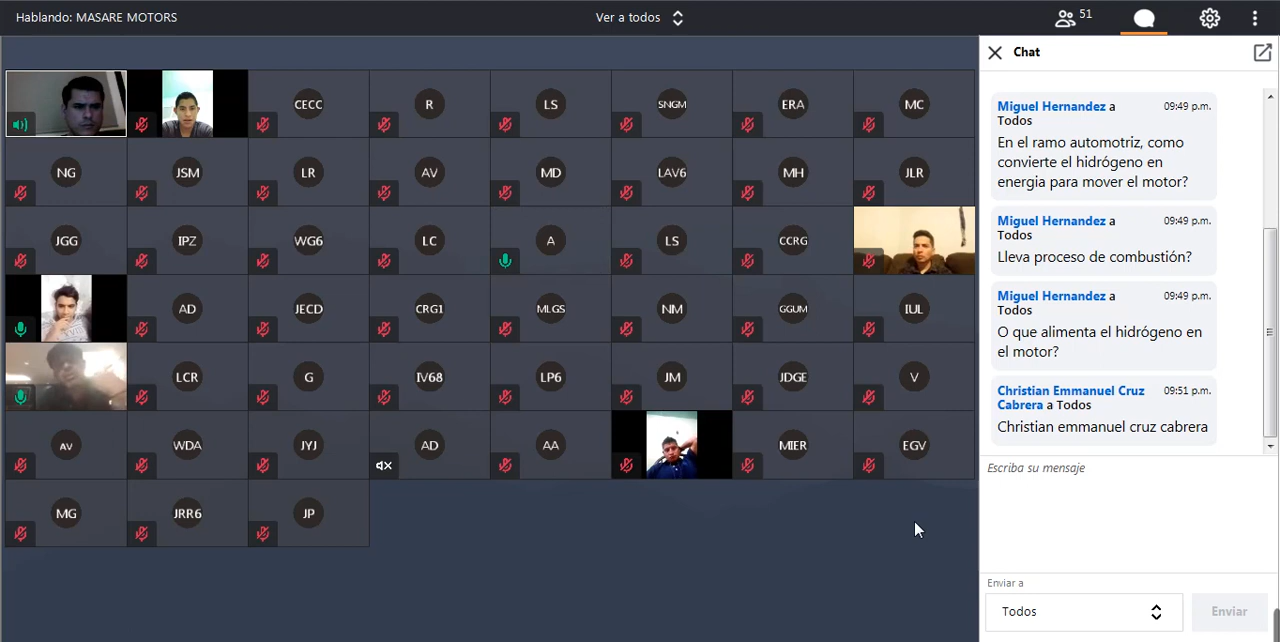 Hablando: MASARE MOTORS
Ver a todos
51
CECC
R
LS
SNGM
ERA
MC
NG
JSM
LR
AV
MD
LAV6
MH
JLR
JGG
IPZ
WG6
LC
A
LS
CCRG
AD
JECD
CRG1
MLGS
NM
GGUM
IUL
LCR
G
IV68
LP6
JM
JDGE
V
av
WDA
JYJ
AD
AA
MIER
EGV
MG
JRR6
JP
Chat
Miguel Hernandez a 09:49 p.m.
Todos
En el ramo automotriz, como
convierte el hidrógeno en
energia para mover el motor?
Miguel Hernandez a 09:49 p.m.
Todos
Lleva proceso de combustión?
Miguel Hernandez a 09:49 p.m.
Todos
O que alimenta el hidrógeno en
el motor?
Christian Emmanuel Cruz 09:51 p.m.
Cabrera a Todos
Christian emmanuel cruz cabrera
Escriba su mensaje
Enviar a
Todos
Enviar